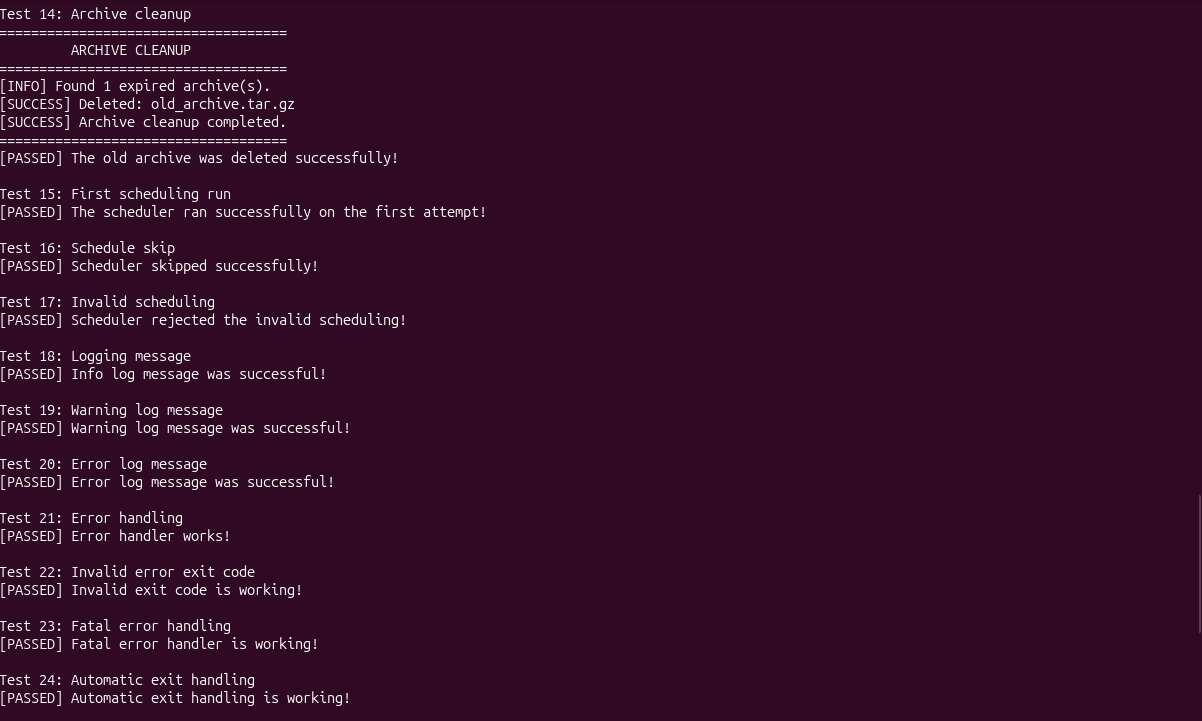 Test 14: Archive cleanup
====================================
ARCHIVE CLEANUP
====================================
[INFO] Found 1 expired archive(s).
[SUCCESS] Deleted: old_archive.tar.gz
[SUCCESS] Archive cleanup completed.
====================================
[PASSED] The old archive was deleted successfully!
Test 15: First scheduling run
[PASSED] The scheduler ran successfully on the first attempt!
Test 16: Schedule skip
[PASSED] Scheduler skipped successfully!
Test 17: Invalid scheduling
[PASSED] Scheduler rejected the invalid scheduling!
Test 18: Logging message
[PASSED] Info log message was successful!
Test 19: Warning log message
[PASSED] Warning log message was successful!
Test 20: Error log message
[PASSED] Error log message was successful!
Test 21: Error handling
[PASSED] Error handler works!
Test 22: Invalid error exit code
[PASSED] Invalid exit code is working!
Test 23: Fatal error handling
[PASSED] Fatal error handler is working!
Test 24: Automatic exit handling
[PASSED] Automatic exit handling is working!